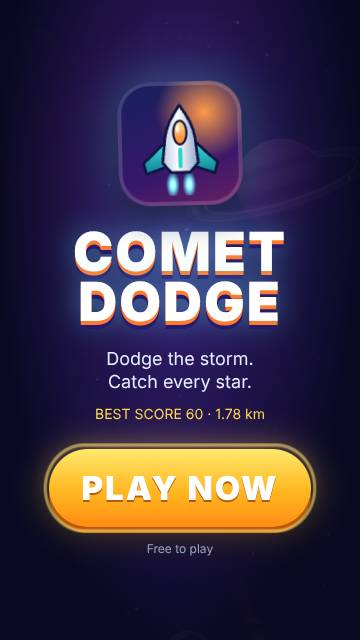 COMET
DODGE
Dodge the storm.
Catch every star.
BEST SCORE 60 · 1.78 km
PLAY NOW
Free to play